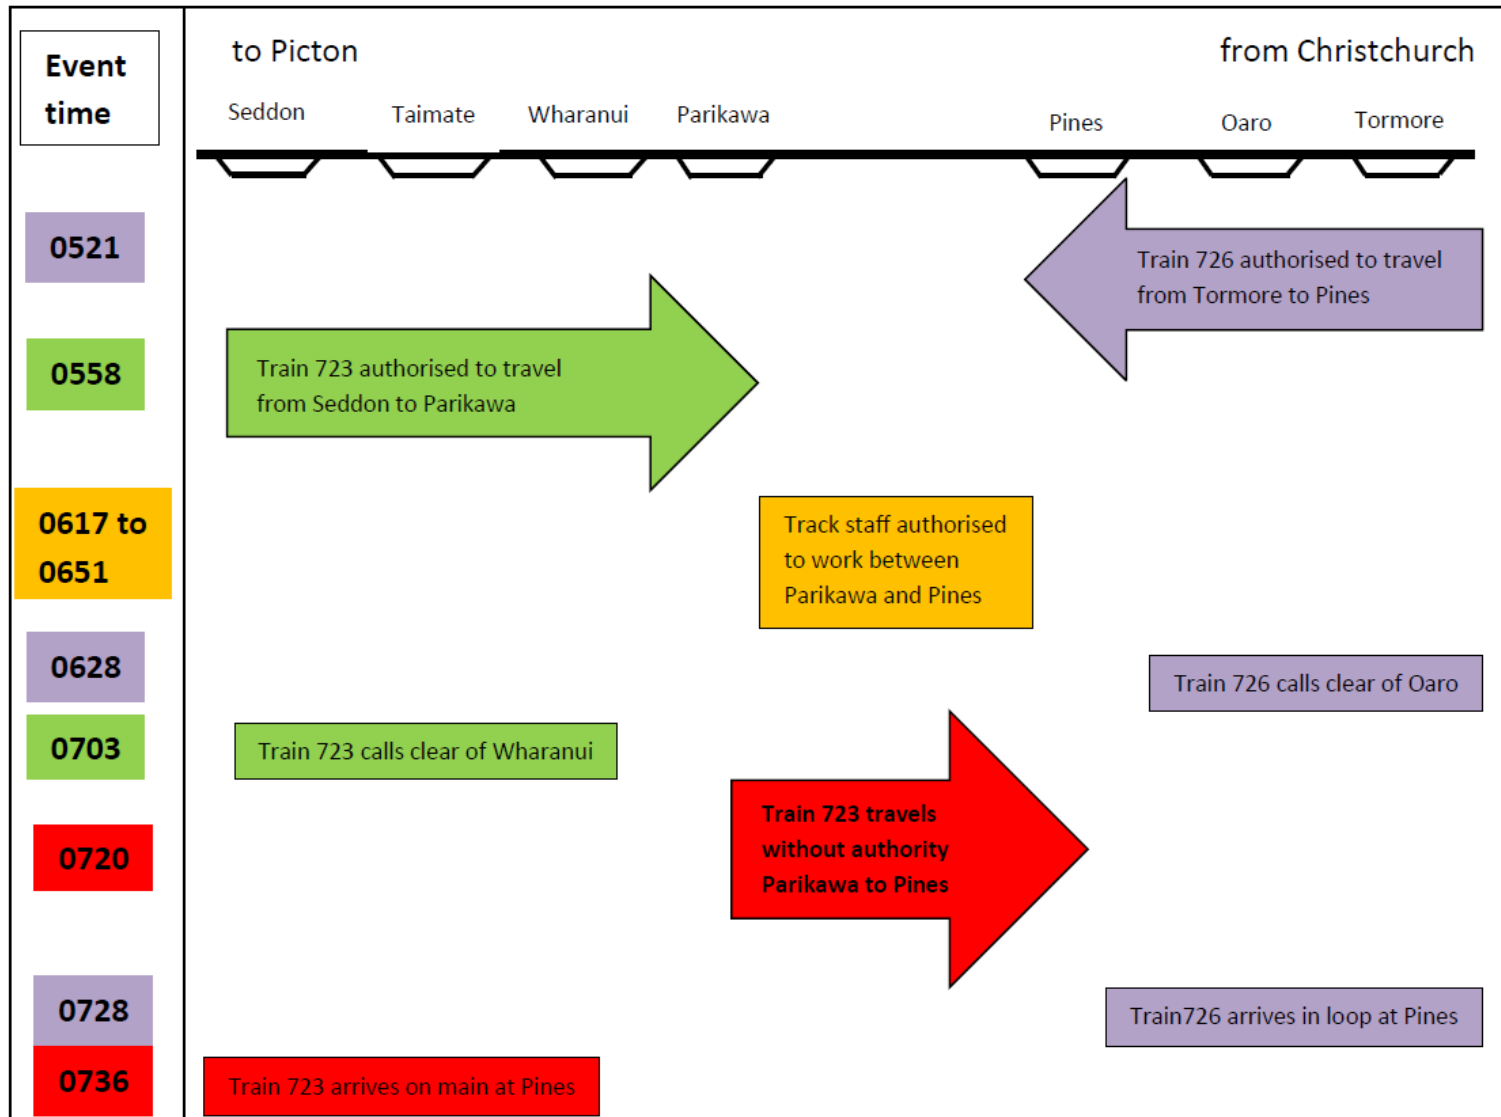 Event
time
to Picton
from Christchurch
Seddon
Taimate
Wharanui
Parikawa
Pines
Oaro
Tormore
0521
Train 726 authorised to travel
from Tormore to Pines
0558
Train 723 authorised to travel
from Seddon to Parikawa
0617 to
0651
Track staff authorised
to work between
Parikawa and Pines
0628
Train 726 calls clear of Oaro
0703
Train 723 calls clear of Wharanui
0720
Train 723 travels
without authority
Parikawa to Pines
0728
Train726 arrives in loop at Pines
0736
Train 723 arrives on main at Pines